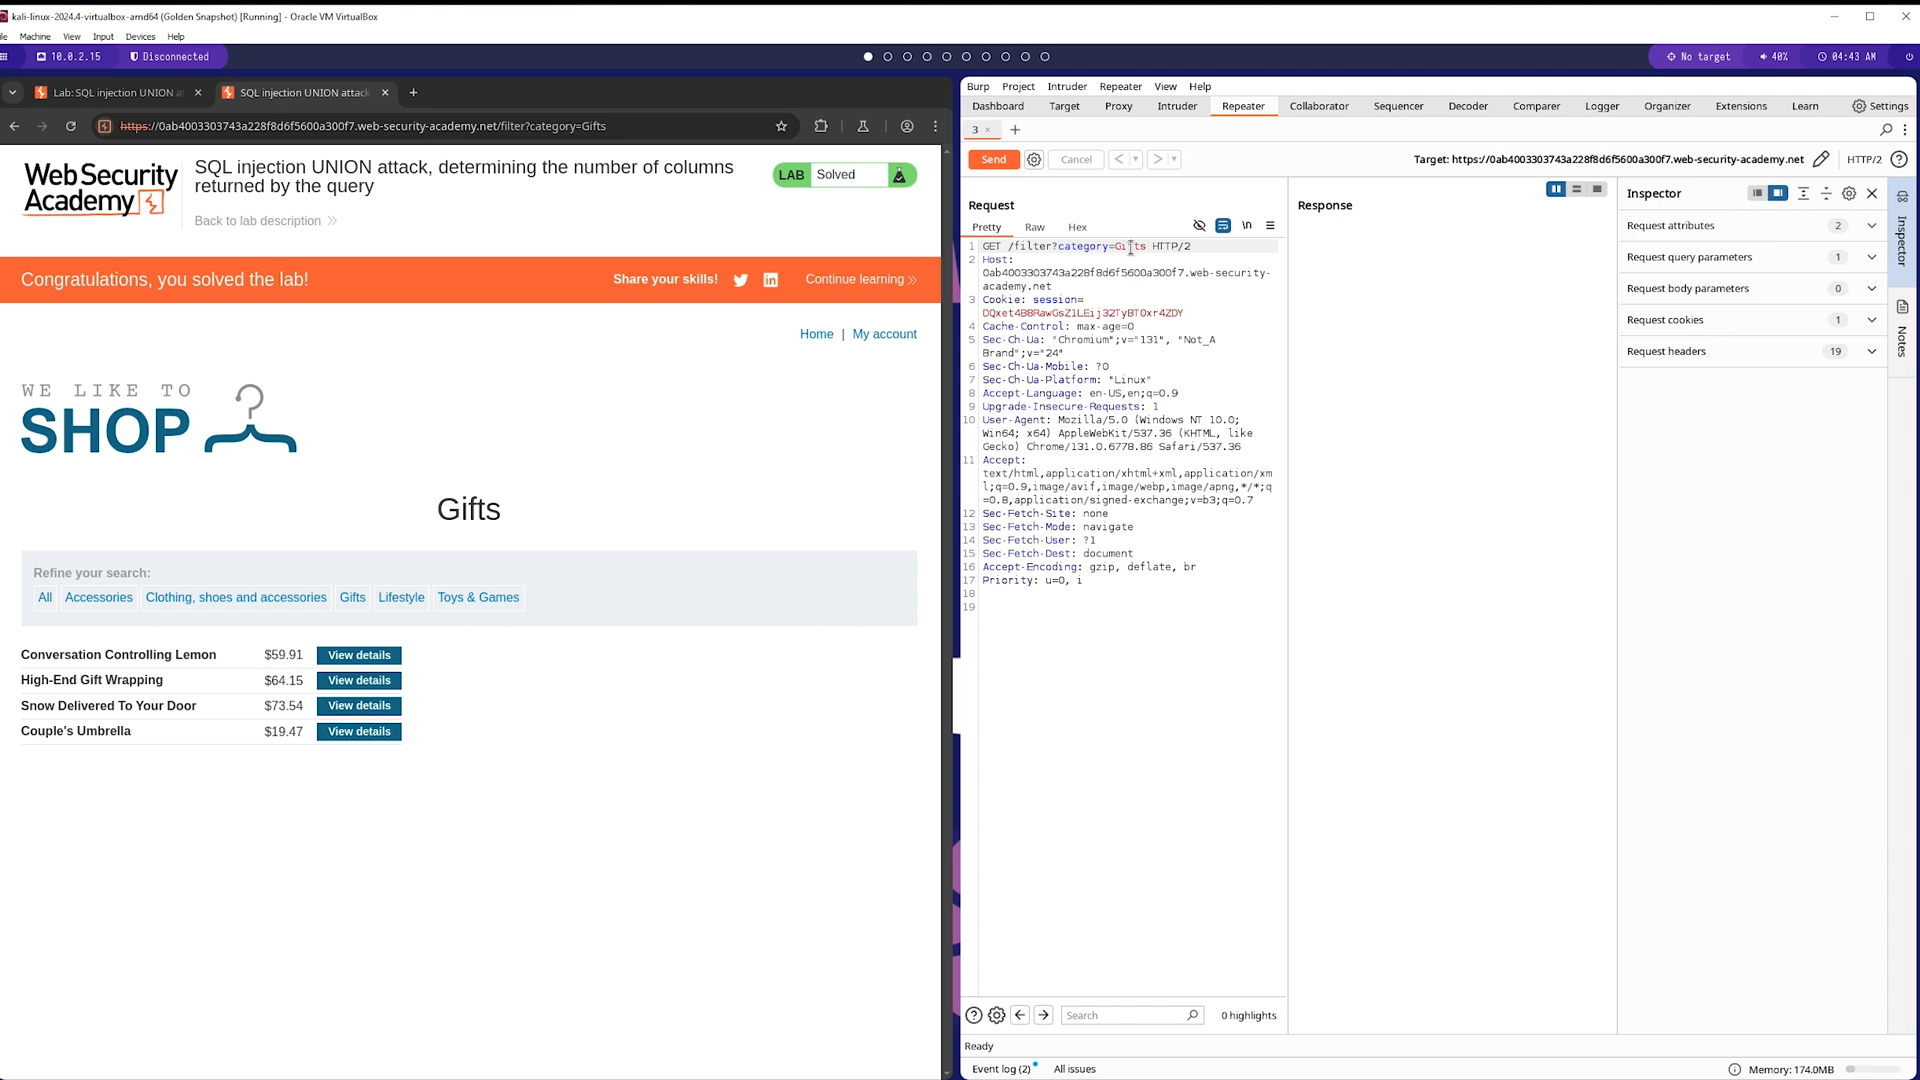 kali-linux-2024.4-virtualbox-amd64 (Golden Snapshot) [Running] - Oracle VM VirtualBox
Machine View Input Devices Help
10.0.2.15 Disconnected No target 40% 04:43 AM
Lab: SQL injection UNION at SQL injection UNION attack
https://0ab4003303743a228f8d6f5600a300f7.web-security-academy.net/filter?category=Gifts
WebSecurity
Academy
SQL injection UNION attack, determining the number of columns
returned by the query
Back to lab description
LAB Solved
Congratulations, you solved the lab!
Share your skills!
Continue learning
Home | My account
WE LIKE TO
SHOP
Gifts
Refine your search:
All Accessories Clothing, shoes and accessories Gifts Lifestyle Toys & Games
Conversation Controlling Lemon $59.91 View details
High-End Gift Wrapping $64.15 View details
Snow Delivered To Your Door $73.54 View details
Couple's Umbrella $19.47 View details
Burp Project Intruder Repeater View Help
Dashboard Target Proxy Intruder Repeater Collaborator Sequencer Decoder Comparer Logger Organizer Extensions Learn Settings
3 × +
Send Cancel < > Target: https://0ab4003303743a228f8d6f5600a300f7.web-security-academy.net HTTP/2
Request
Pretty Raw Hex \n
1 GET /filter?category=Gifts HTTP/2
2 Host:
0ab4003303743a228f8d6f5600a300f7.web-security-
academy.net
3 Cookie: session=
DQxet4B8RawGsZlLEij32TyBTOxr4ZDY
4 Cache-Control: max-age=0
5 Sec-Ch-Ua: "Chromium";v="131", "Not_A
Brand";v="24"
6 Sec-Ch-Ua-Mobile: ?0
7 Sec-Ch-Ua-Platform: "Linux"
8 Accept-Language: en-US,en;q=0.9
9 Upgrade-Insecure-Requests: 1
10 User-Agent: Mozilla/5.0 (Windows NT 10.0;
Win64; x64) AppleWebKit/537.36 (KHTML, like
Gecko) Chrome/131.0.6778.86 Safari/537.36
11 Accept:
text/html,application/xhtml+xml,application/xm
l;q=0.9,image/avif,image/webp,image/apng,*/*;q
=0.8,application/signed-exchange;v=b3;q=0.7
12 Sec-Fetch-Site: none
13 Sec-Fetch-Mode: navigate
14 Sec-Fetch-User: ?1
15 Sec-Fetch-Dest: document
16 Accept-Encoding: gzip, deflate, br
17 Priority: u=0, i
18
19
Search 0 highlights
Response
Inspector
Request attributes 2
Request query parameters 1
Request body parameters 0
Request cookies 1
Request headers 19
Inspector
Notes
Ready
Event log (2) All issues
Memory: 174.0MB